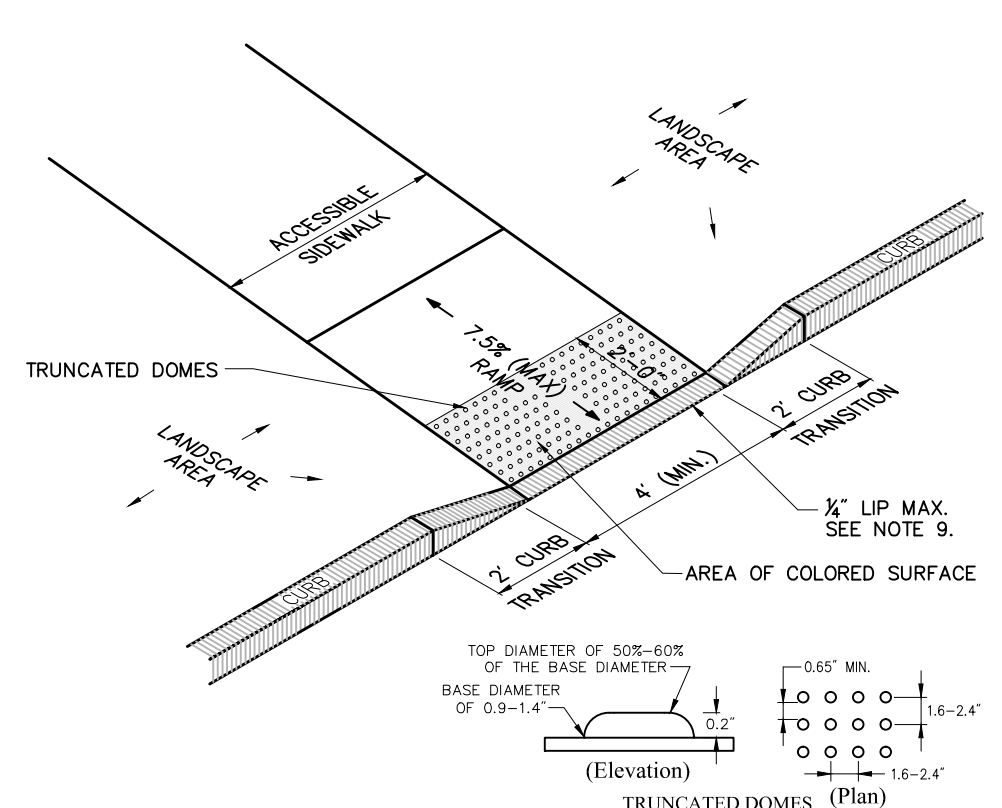 LANDSCAPE
AREA
ACCESSIBLE
SIDEWALK
CURB
7.5% (MAX)
RAMP
2'-0"
TRUNCATED DOMES
2' CURB
TRANSITION
LANDSCAPE
AREA
4' (MIN.)
¼" LIP MAX.
SEE NOTE 9.
2' CURB
TRANSITION
AREA OF COLORED SURFACE
CURB
TOP DIAMETER OF 50%-60%
OF THE BASE DIAMETER
BASE DIAMETER
OF 0.9-1.4"
0.2"
(Elevation)
0.65" MIN.
1.6-2.4"
1.6-2.4"
(Plan)
TRUNCATED DOMES